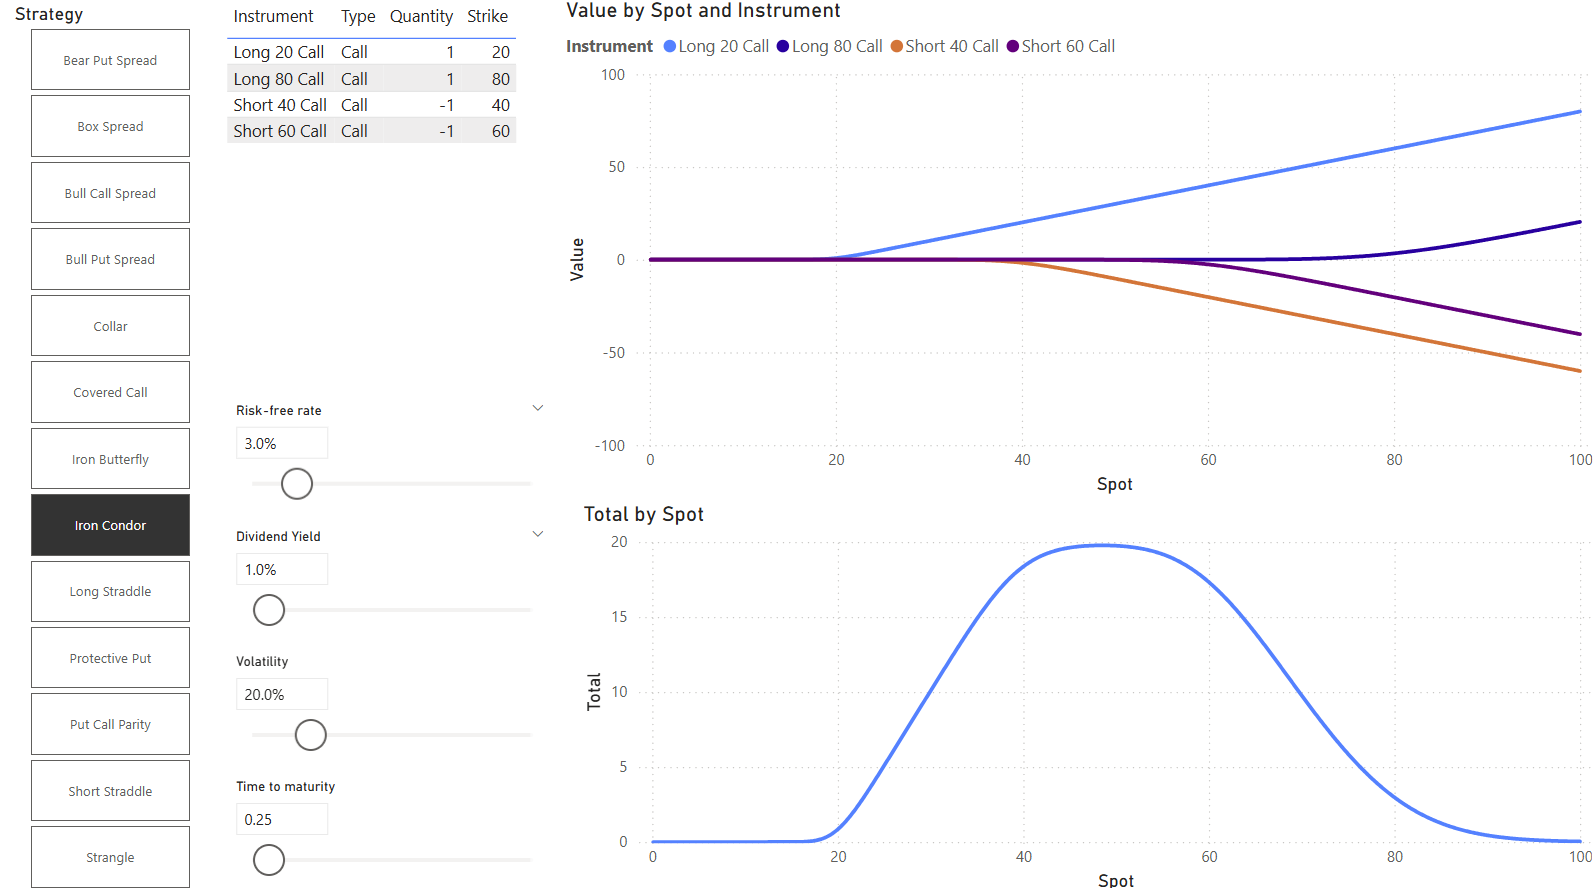 Strategy
Bear Put Spread
Box Spread
Bull Call Spread
Bull Put Spread
Collar
Covered Call
Iron Butterfly
Iron Condor
Long Straddle
Protective Put
Put Call Parity
Short Straddle
Strangle
Instrument Type Quantity Strike
Long 20 Call Call 1 20
Long 80 Call Call 1 80
Short 40 Call Call -1 40
Short 60 Call Call -1 60
Risk-free rate
3.0%
Dividend Yield
1.0%
Volatility
20.0%
Time to maturity
0.25
Value by Spot and Instrument
Instrument Long 20 Call Long 80 Call Short 40 Call Short 60 Call
100
50
0
-50
-100
Value
0 20 40 60 80 100
Spot
Total by Spot
20
15
10
5
0
Total
0 20 40 60 80 100
Spot